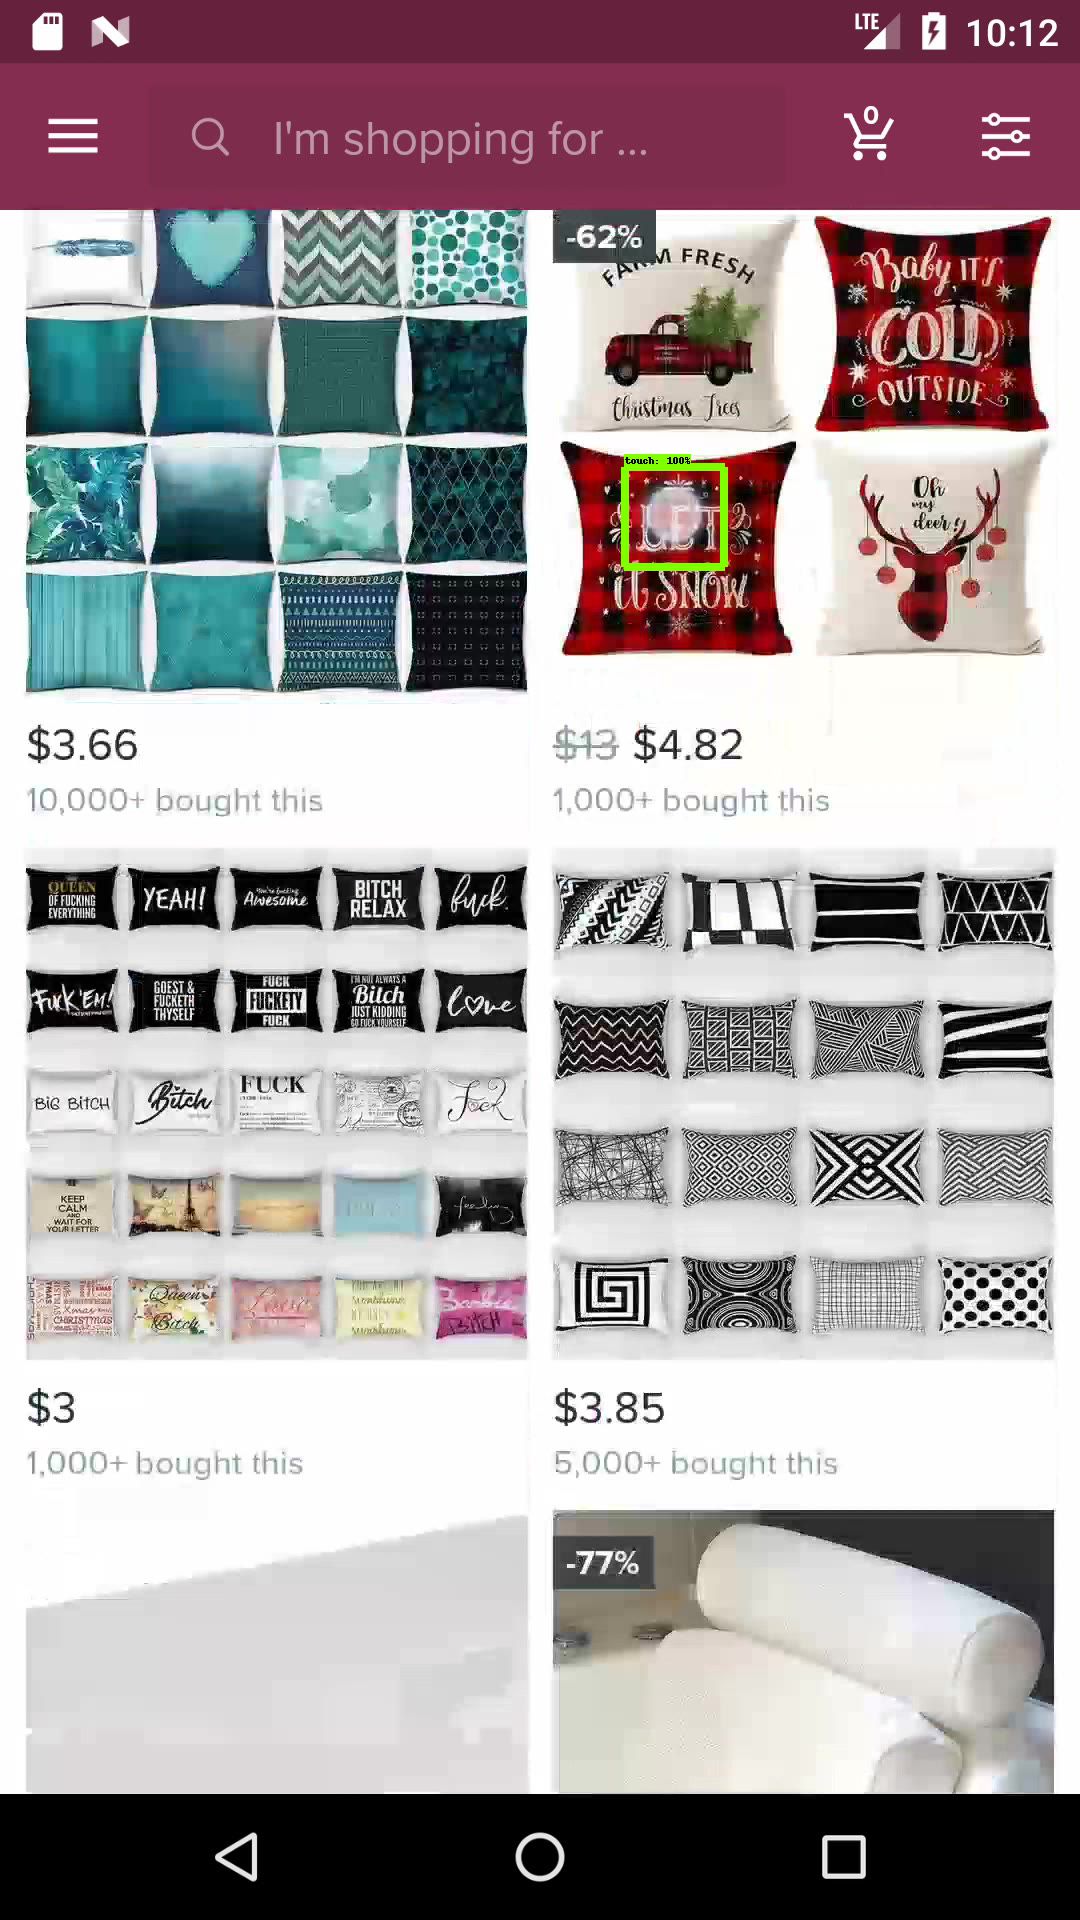 LTE 10:12
0
I'm shopping for ...
-62%
FARM FRESH
Christmas Trees
Baby, IT'S
COLD
OUTSIDE
touch: 100%
LET
it SNOW
Oh
my
deer!
$3.66
10,000+ bought this
$13 $4.82
1,000+ bought this
QUEEN
OF FUCKING
EVERYTHING
YEAH!
You're fucking
Awesome
BITCH
RELAX
fuck.
Fuck 'Em!
GOEST &
FUCKETH
THYSELF
FUCK
FUCKETY
FUCK
I'M NOT ALWAYS A
Bitch
JUST KIDDING
GO FUCK YOURSELF
love
BIG BITCH
Bitch
FUCK
KEEP
CALM
AND
WAIT FOR
YOUR LETTER
Xmas
CHRISTMAS
Queen
Bitch
sunshine
Barbie
BITCH
$3
1,000+ bought this
$3.85
5,000+ bought this
-77%